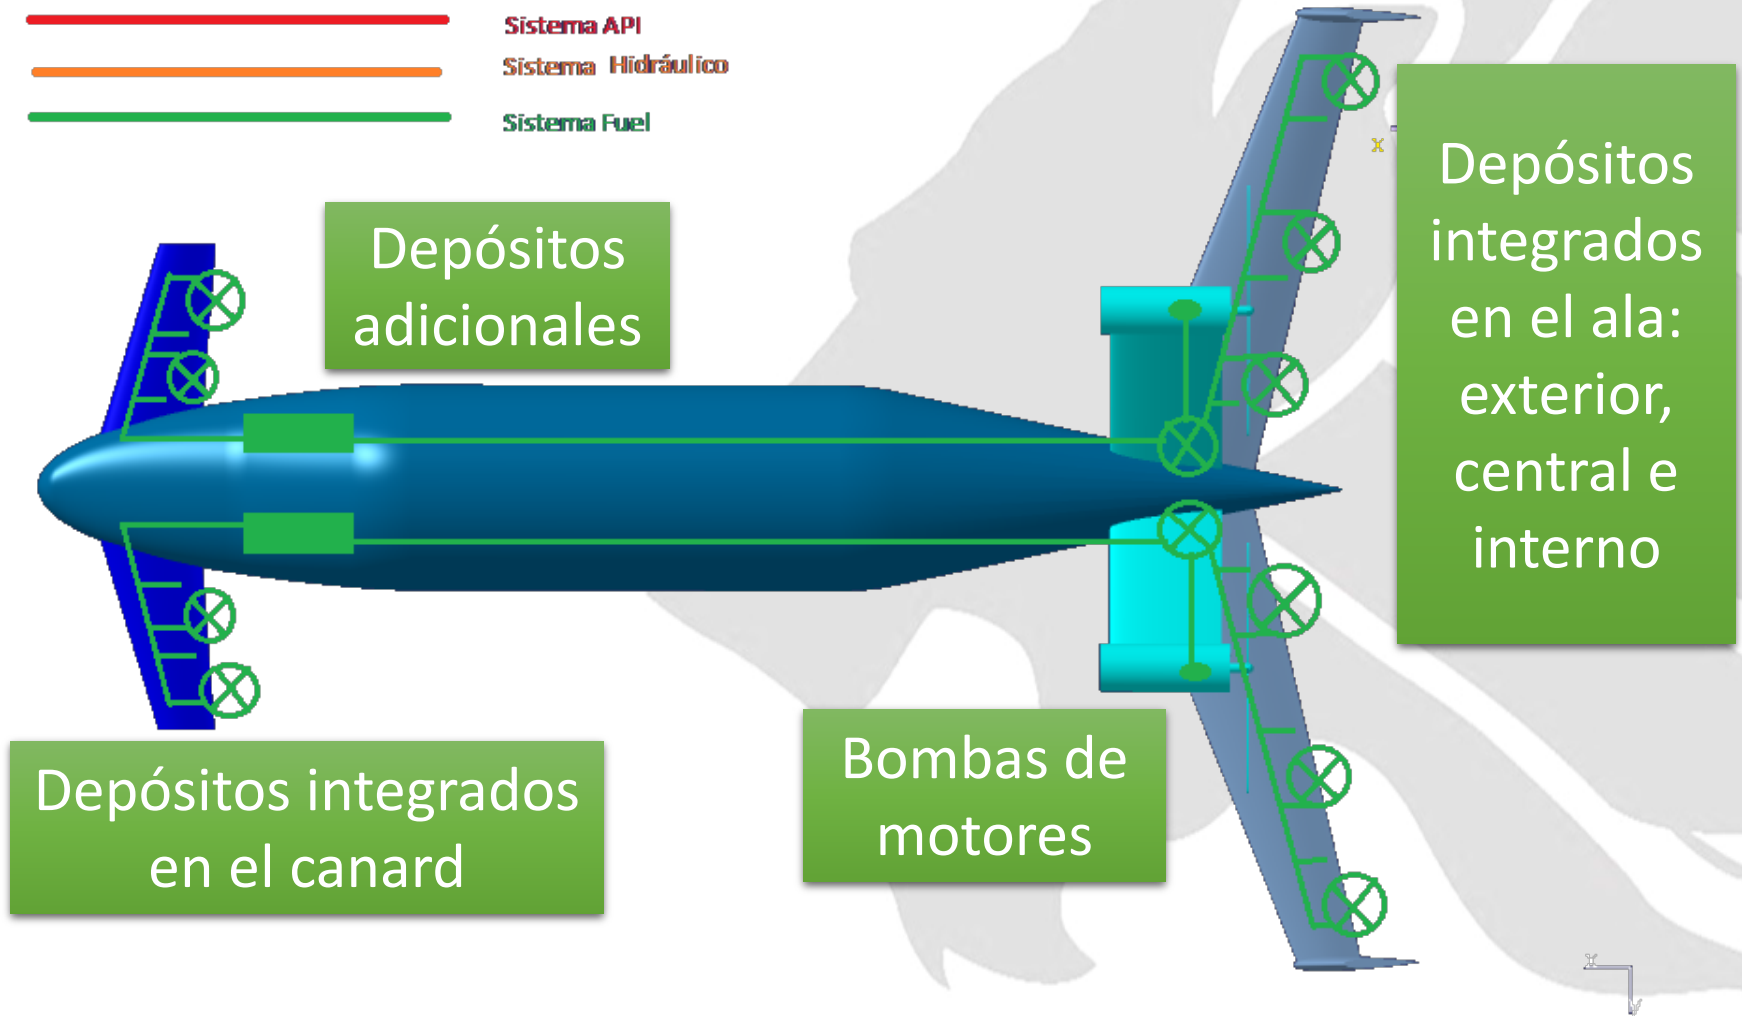 Sistema API
Sistema Hidráulico
Sistema Fuel
Depósitos
adicionales
Depósitos
integrados
en el ala:
exterior,
central e
interno
X
Depósitos integrados
en el canard
Bombas de
motores
X
Y